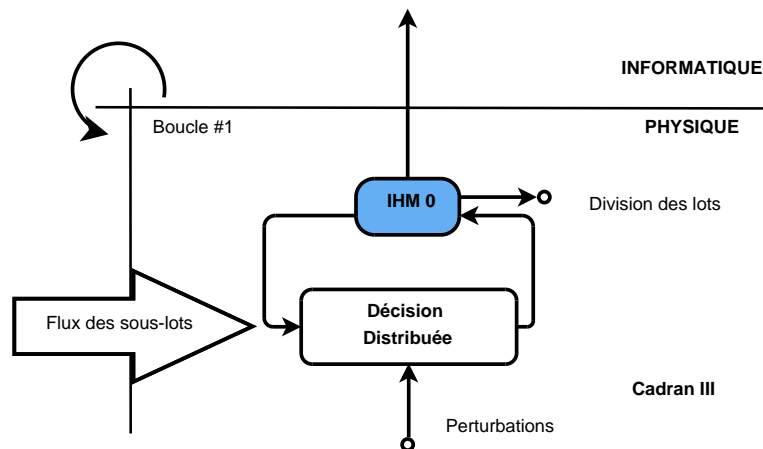 INFORMATIQUE
Boucle #1
PHYSIQUE
IHM 0
Division des lots
Flux des sous-lots
Décision
Distribuée
Cadran III
Perturbations